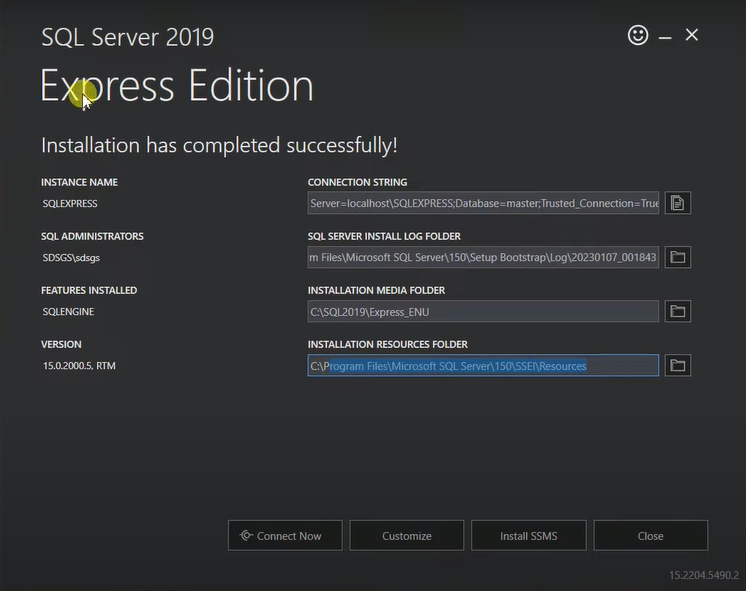 SQL Server 2019
Express Edition
Installation has completed successfully!
INSTANCE NAME
SQLEXPRESS
CONNECTION STRING
Server=localhost\SQLEXPRESS;Database=master;Trusted_Connection=True
SQL ADMINISTRATORS
SDSGS\sdsgs
SQL SERVER INSTALL LOG FOLDER
m Files\Microsoft SQL Server\150\Setup Bootstrap\Log\20230107_001843
FEATURES INSTALLED
SQLENGINE
INSTALLATION MEDIA FOLDER
C:\SQL2019\Express_ENU
VERSION
15.0.2000.5, RTM
INSTALLATION RESOURCES FOLDER
C:\Program Files\Microsoft SQL Server\150\SSEI\Resources
Connect Now
Customize
Install SSMS
Close
15.2204.5490.2